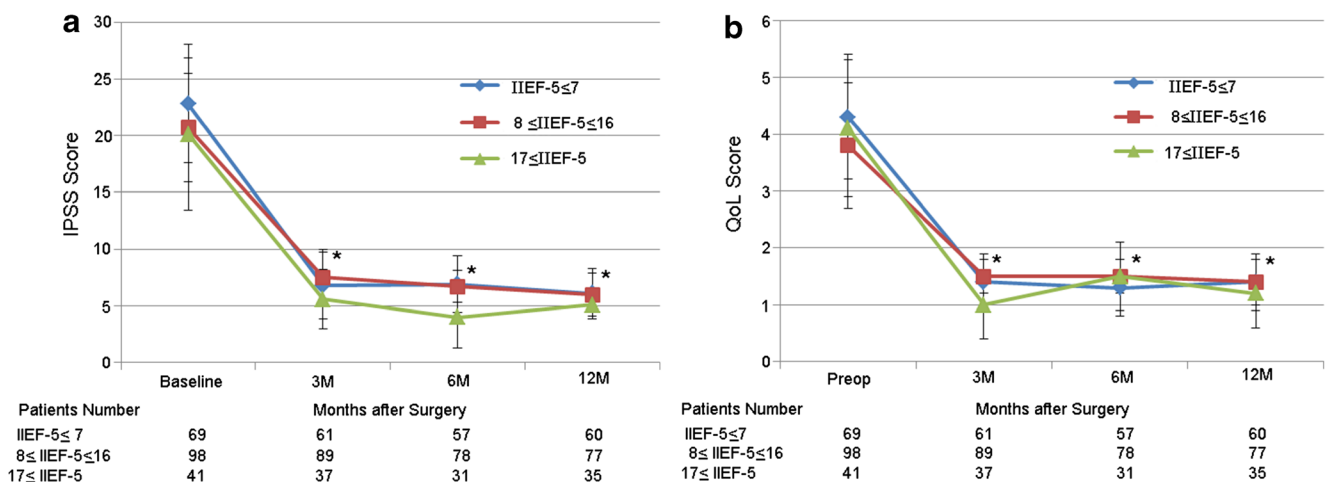 a
IPSS Score
30
25
20
15
10
5
0
IIEF-5≤7
8 ≤IIEF-5≤16
17≤IIEF-5
*
*
*
Baseline
3M
6M
12M
Patients Number
Months after Surgery
IIEF-5≤ 7 69 61 57 60
8≤ IIEF-5≤16 98 89 78 77
17≤ IIEF-5 41 37 31 35
b
QoL Score
6
5
4
3
2
1
0
IIEF-5≤7
8≤IIEF-5≤16
17≤IIEF-5
*
*
*
Preop
3M
6M
12M
Patients Number
Months after Surgery
IIEF-5≤7 69 61 57 60
8≤ IIEF-5≤16 98 89 78 77
17≤ IIEF-5 41 37 31 35